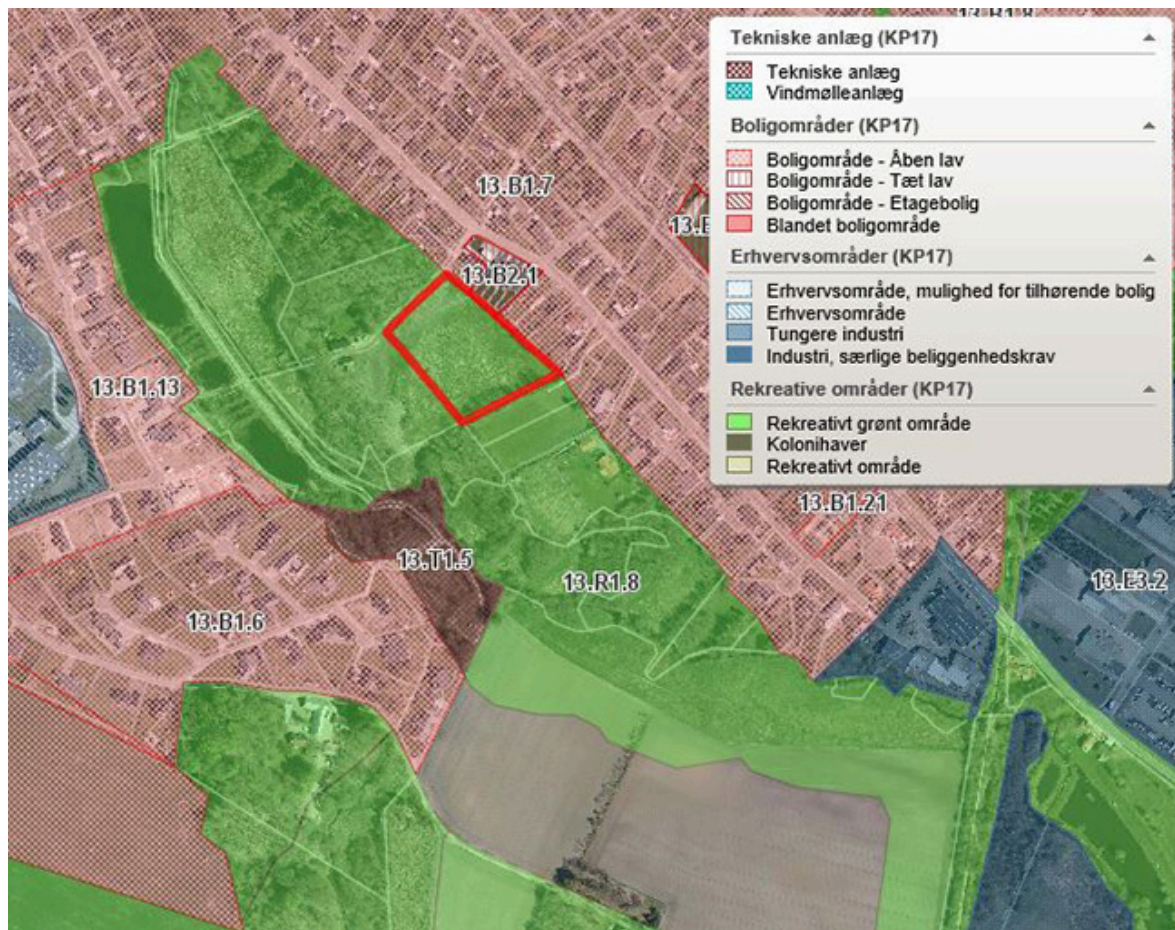 13.B1.8
Tekniske anlæg (KP17)
Tekniske anlæg
Vindmølleanlæg
Boligområder (KP17)
Boligområde - Åben lav
Boligområde - Tæt lav
Boligområde - Etagebolig
Blandet boligområde
Erhvervsområder (KP17)
Erhvervsområde, mulighed for tilhørende bolig
Erhvervsområde
Tungere industri
Industri, særlige beliggenhedskrav
Rekreative områder (KP17)
Rekreativt grønt område
Kolonihaver
Rekreativt område
13.B1.7
13.B2.1
13.B1.13
13.B1.21
13.T1.5
13.R1.8
13.E3.2
13.B1.6